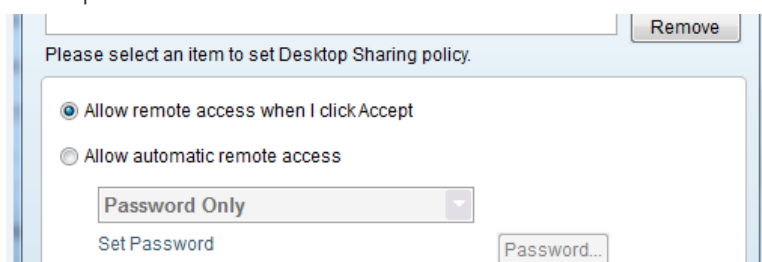 Remove
Please select an item to set Desktop Sharing policy.
Allow remote access when I click Accept
Allow automatic remote access
Password Only
Set Password
Password...